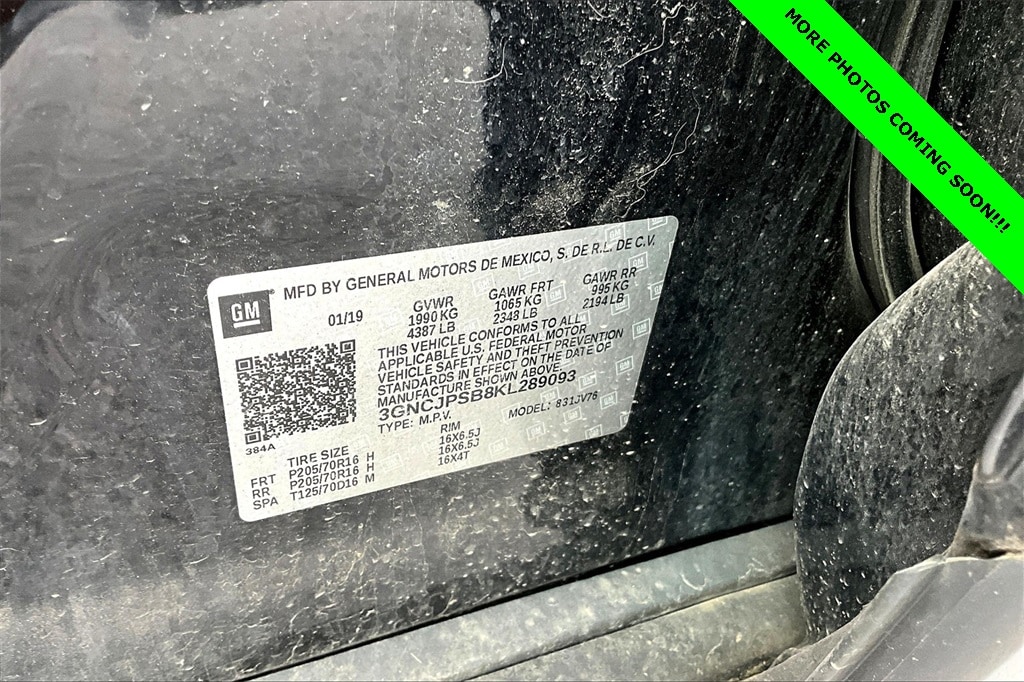 MORE PHOTOS COMING SOON!!!
GM
MFD BY GENERAL MOTORS DE MEXICO, S. DE R.L. DE C.V.
01/19
GVWR GAWR FRT GAWR RR
1990 KG 1065 KG 995 KG
4387 LB 2348 LB 2194 LB
THIS VEHICLE CONFORMS TO ALL
APPLICABLE U.S. FEDERAL MOTOR
VEHICLE SAFETY AND THEFT PREVENTION
STANDARDS IN EFFECT ON THE DATE OF
MANUFACTURE SHOWN ABOVE.
3GNCJPSB8KL289093
TYPE: M.P.V. MODEL: 831JV76
384A
TIRE SIZE RIM
FRT P205/70R16 H 16X6.5J
RR P205/70R16 H 16X6.5J
SPA T125/70D16 M 16X4T